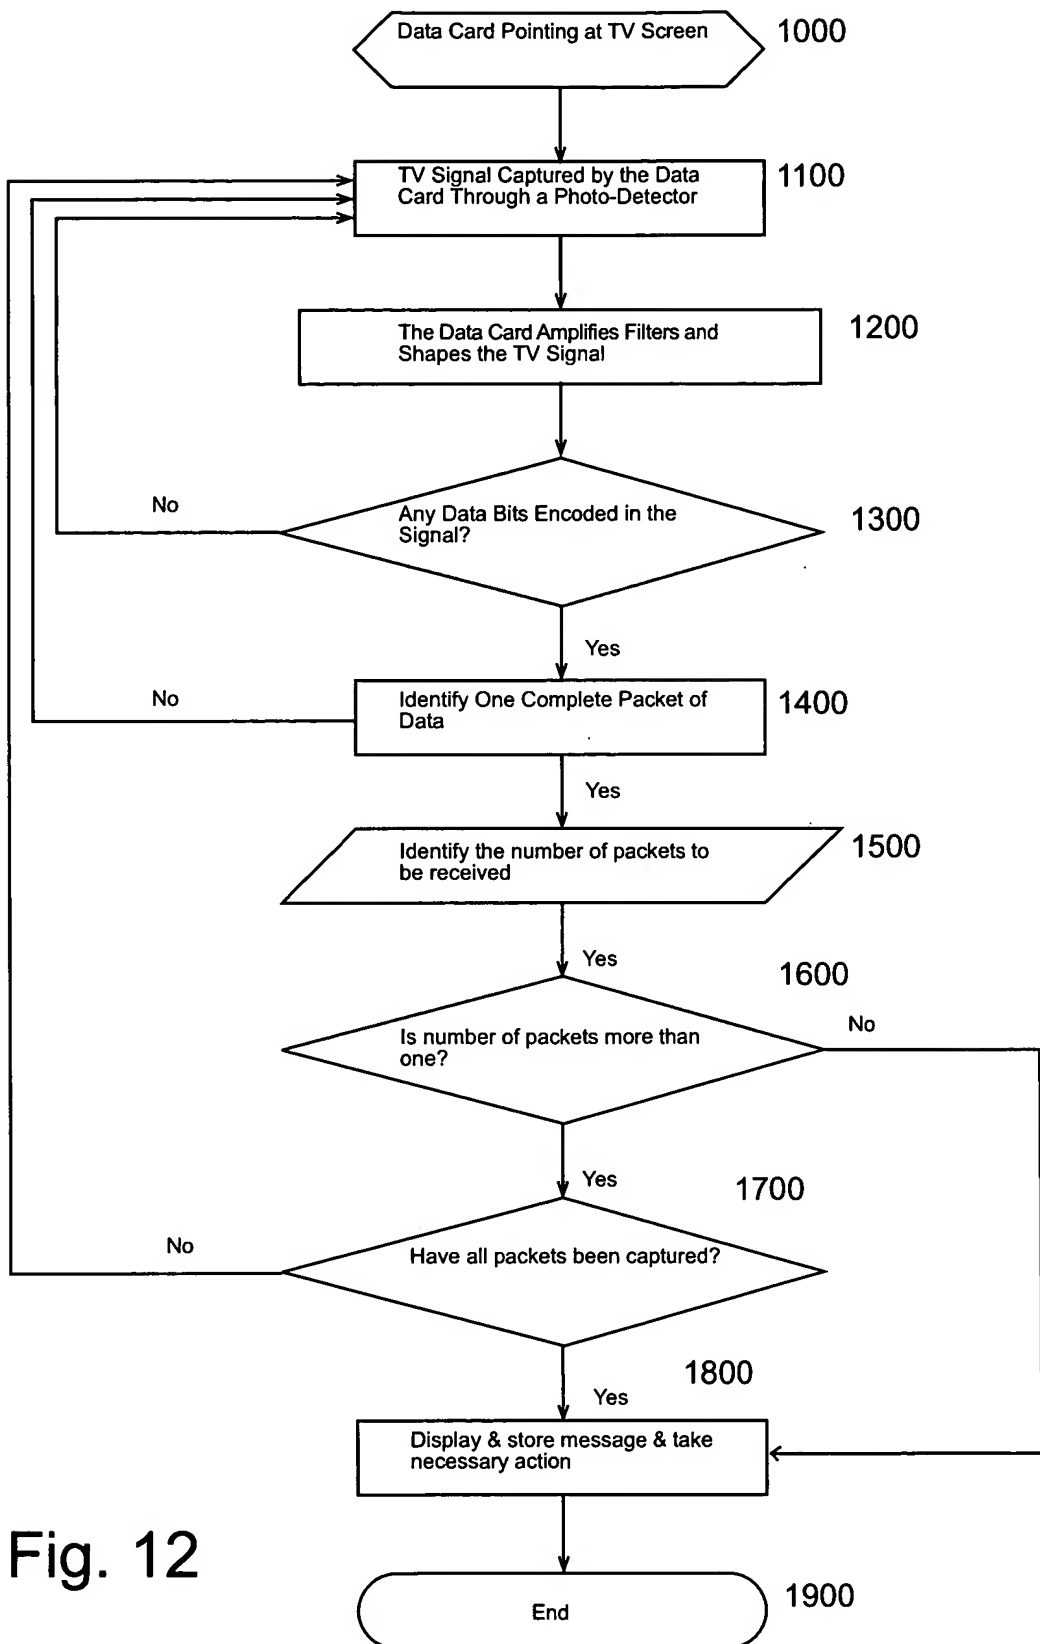 Data Card Pointing at TV Screen
1000
TV Signal Captured by the Data
Card Through a Photo-Detector
1100
The Data Card Amplifies Filters and
Shapes the TV Signal
1200
No
Any Data Bits Encoded in the
Signal?
1300
Yes
No
Identify One Complete Packet of
Data
1400
Yes
Identify the number of packets to
be received
1500
Yes
1600
Is number of packets more than
one?
No
Yes
1700
No
Have all packets been captured?
1800
Yes
Display & store message & take
necessary action
Fig. 12
End
1900